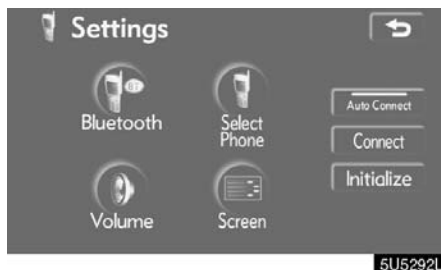 Settings
Auto Connect
Bluetooth
Select
Phone
Connect
Initialize
Volume
Screen
5U5292I